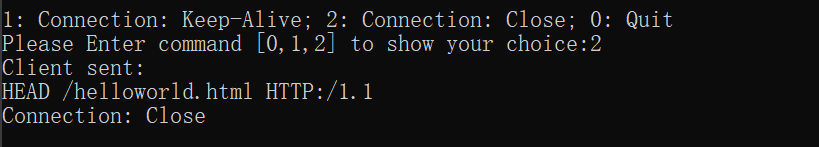 1: Connection: Keep-Alive; 2: Connection: Close; 0: Quit
Please Enter command [0,1,2] to show your choice:2
Client sent:
HEAD /helloworld.html HTTP:/1.1
Connection: Close